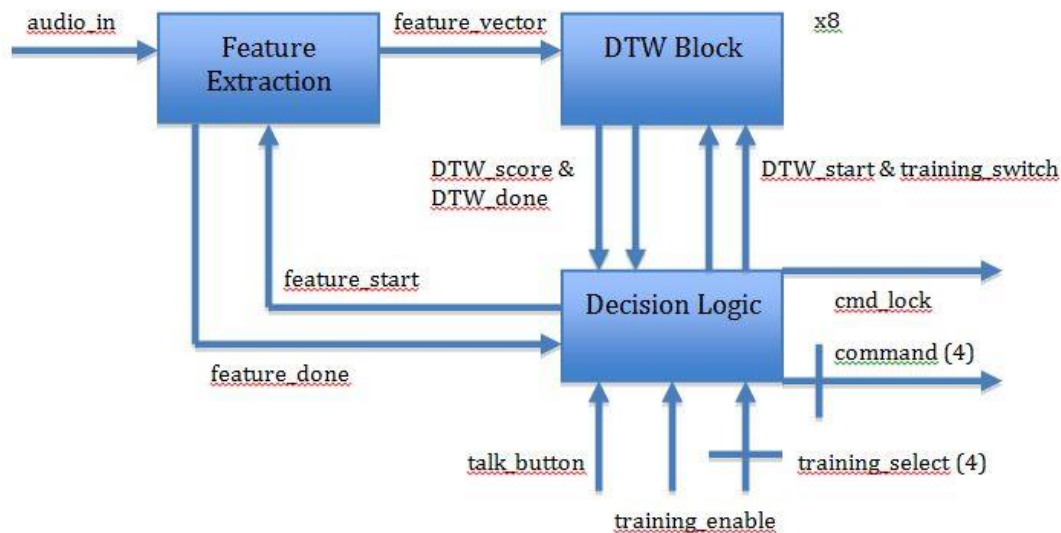 audio_in
Feature
Extraction
feature_vector
DTW Block
x8
DTW_score &
DTW_done
DTW_start & training_switch
feature_start
Decision Logic
cmd_lock
feature_done
command (4)
talk_button
training_select (4)
training_enable